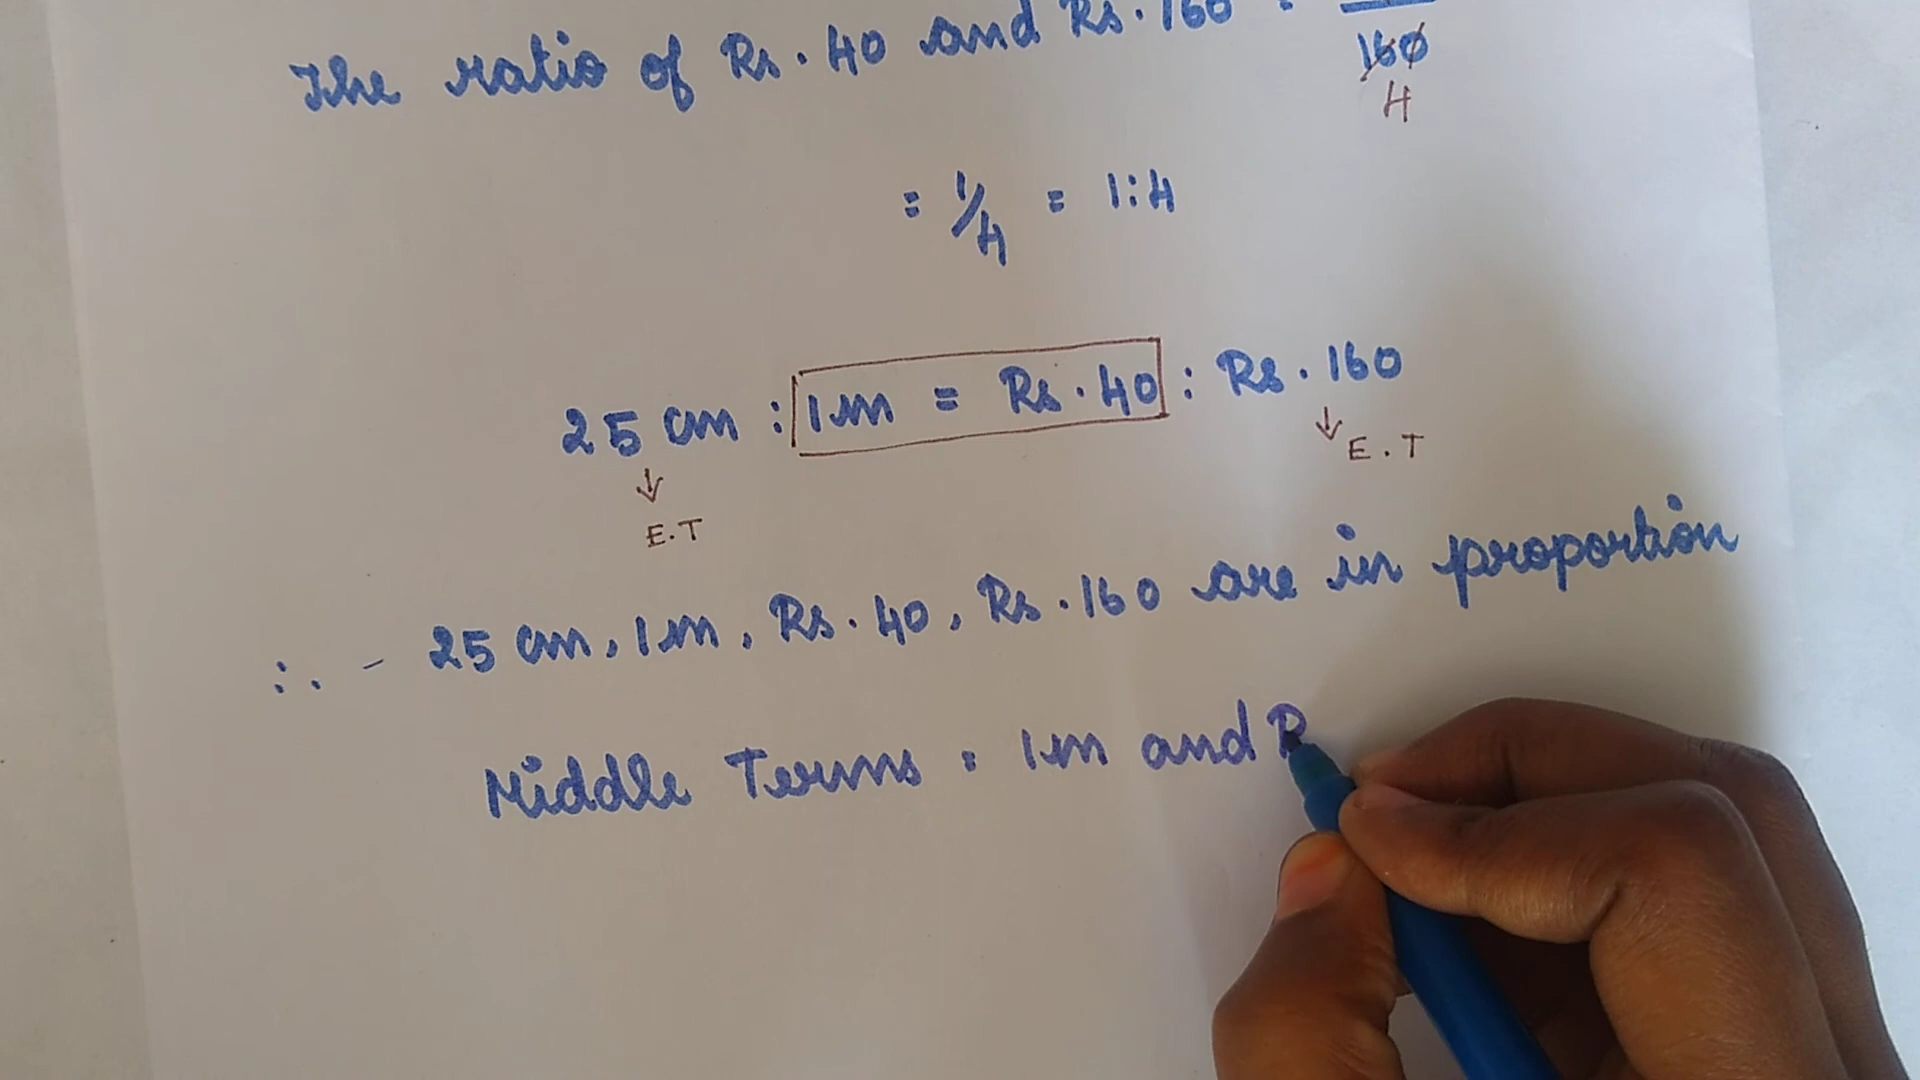 The ratio of Rs. 40 and Rs. 160 :
160
4
= 1/4 = 1:4
25 cm : 1m = Rs. 40 : Rs. 160
E.T
E.T
∴ - 25 cm, 1m, Rs. 40, Rs. 160 are in proportion
Middle Terms = 1m and R